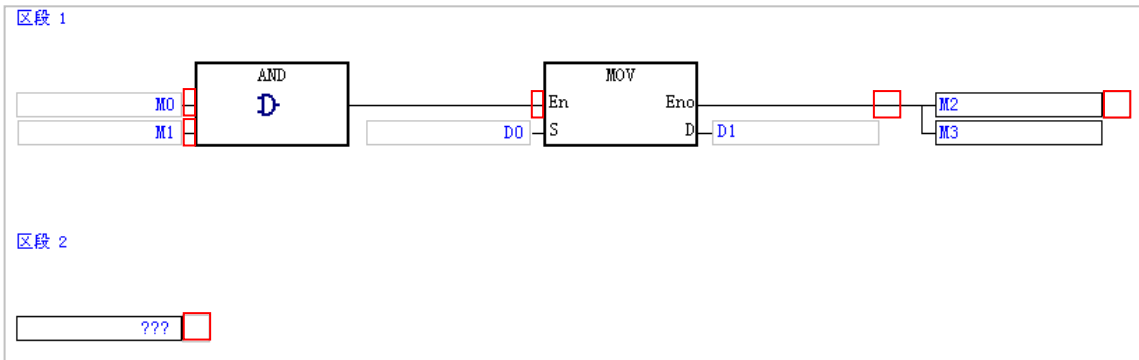 区段 1
AND MOV
M0 En Eno M2
M1 D0 S D D1 M3
区段 2
???